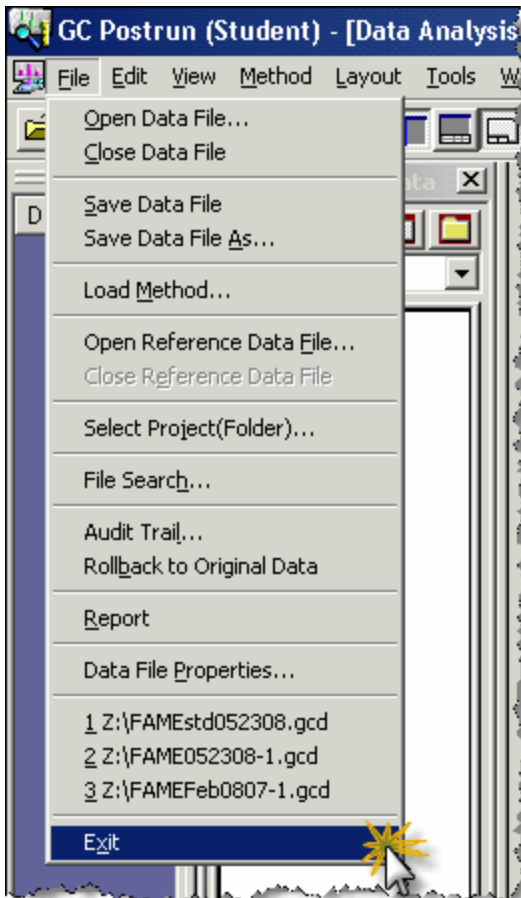 GC Postrun (Student) - [Data Analysis
File Edit View Method Layout Tools W
Open Data File...
Close Data File
Save Data File
Save Data File As...
Load Method...
Open Reference Data File...
Close Reference Data File
Select Project(Folder)...
File Search...
Audit Trail...
Rollback to Original Data
Report
Data File Properties...
1 Z:\FAMEstd052308.gcd
2 Z:\FAME052308-1.gcd
3 Z:\FAMEFeb0807-1.gcd
Exit